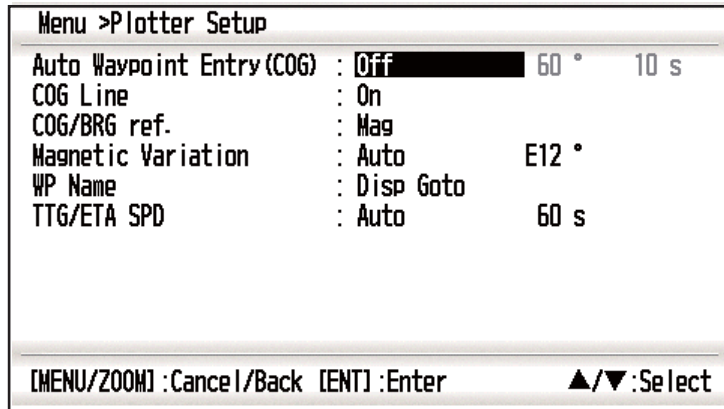 Menu >Plotter Setup
Auto Waypoint Entry(COG) : Off 60 ° 10 s
COG Line : On
COG/BRG ref. : Mag
Magnetic Variation : Auto E12 °
WP Name : Disp Goto
TTG/ETA SPD : Auto 60 s
[MENU/ZOOM]:Cancel/Back [ENT]:Enter ▲/▼:Select